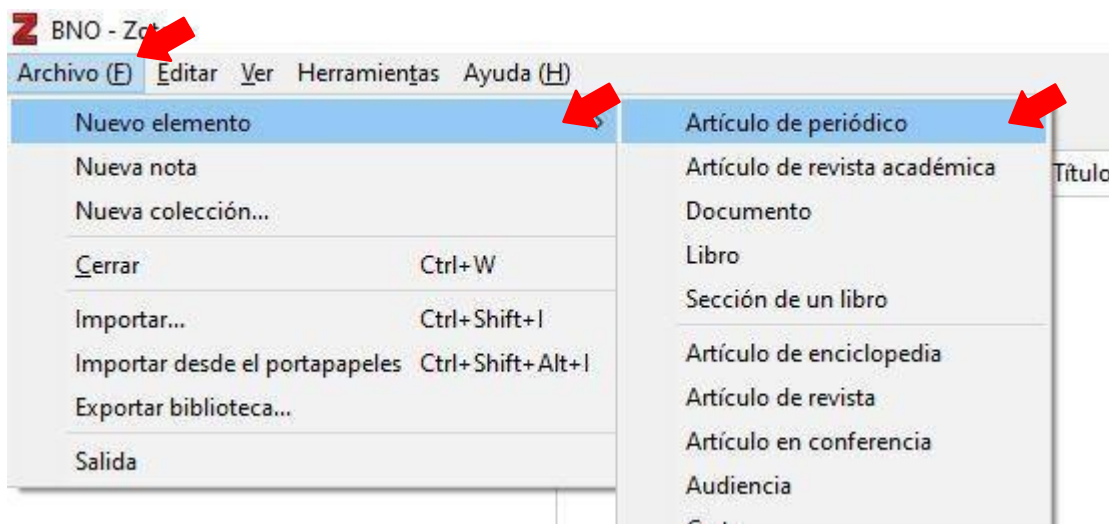 BNO - Zot
Archivo (F) Editar Ver Herramientas Ayuda (H)
Nuevo elemento
Nueva nota
Nueva colección...
Cerrar Ctrl+W
Importar... Ctrl+Shift+I
Importar desde el portapapeles Ctrl+Shift+Alt+I
Exportar biblioteca...
Salida
Artículo de periódico
Artículo de revista académica
Documento
Libro
Sección de un libro
Artículo de enciclopedia
Artículo de revista
Artículo en conferencia
Audiencia
Título